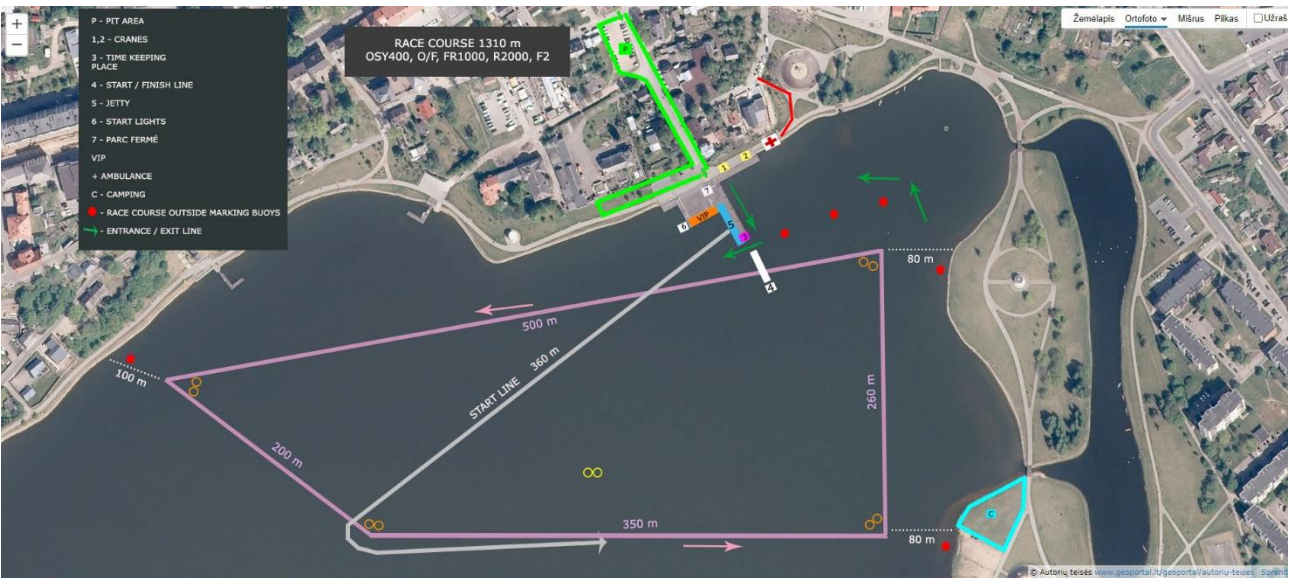 +
−
P - PIT AREA
1,2 - CRANES
3 - TIME KEEPING
PLACE
4 - START / FINISH LINE
5 - JETTY
6 - START LIGHTS
7 - PARC FERMÉ
VIP
+ AMBULANCE
C - CAMPING
- RACE COURSE OUTSIDE MARKING BUOYS
- ENTRANCE / EXIT LINE
RACE COURSE 1310 m
OSY400, O/F, FR1000, R2000, F2
Žemėlapis Ortofoto Mišrus Pilkas Užraš
P
1
2
7
VIP
6
5
3
4
80 m
500 m
100 m
START LINE 360 m
260 m
200 m
350 m
80 m
C
© Autorių teisės www.geoportal.lt/geoportal/autoriu-teises Sprend